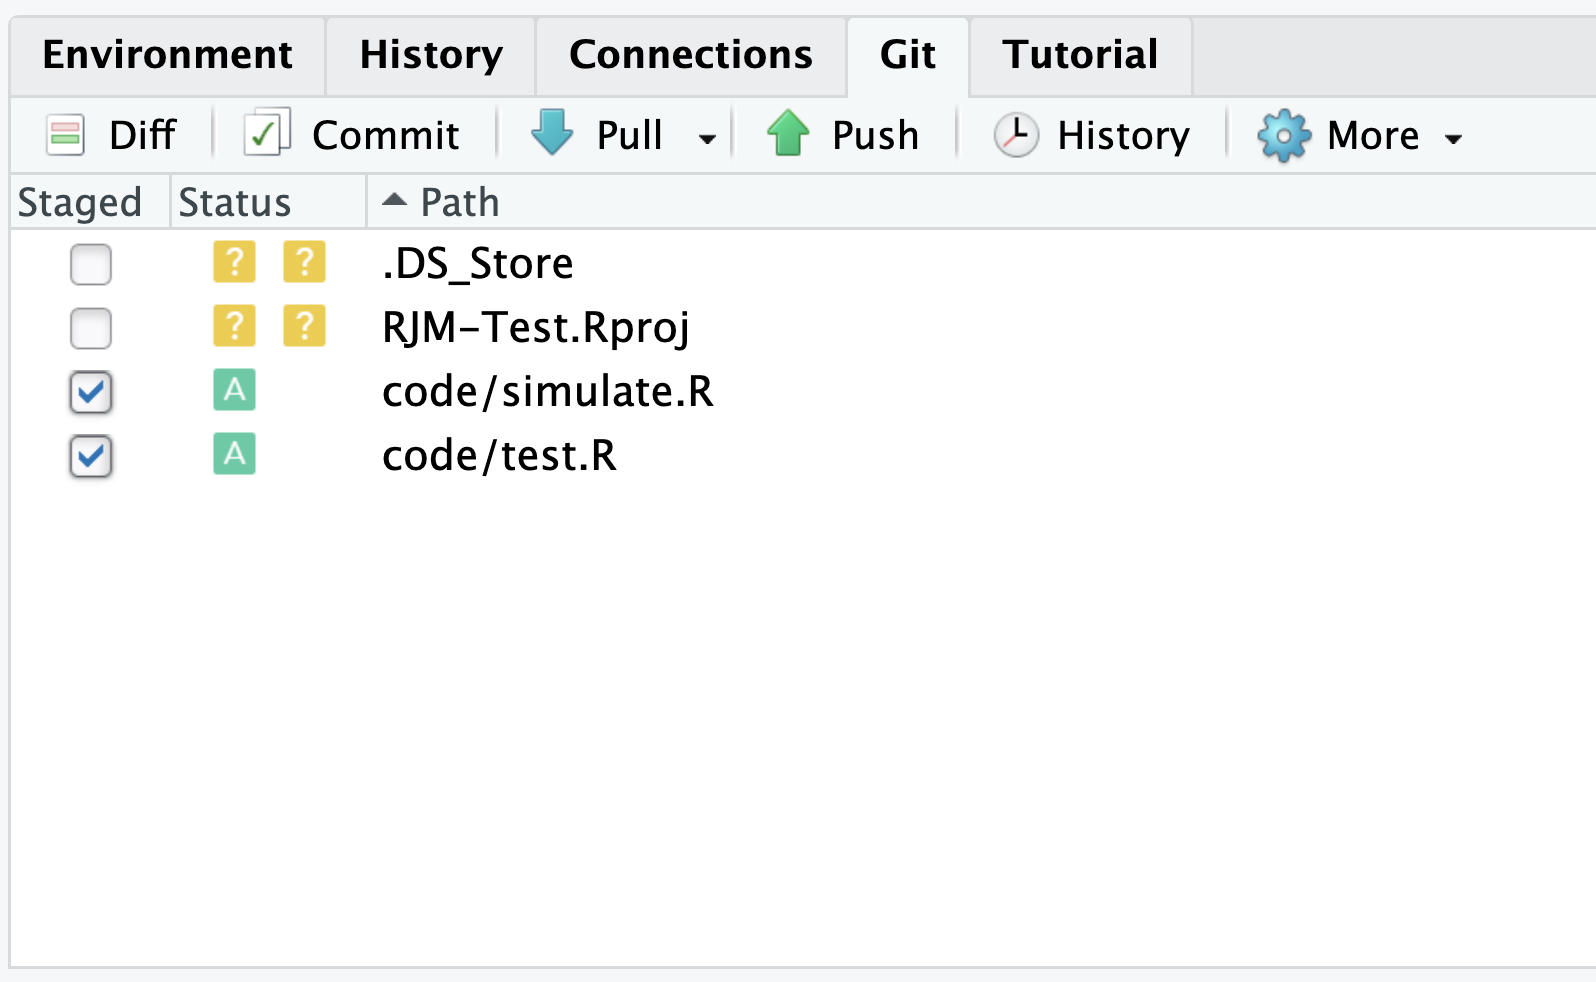 Environment History Connections Git Tutorial
Diff Commit Pull Push History More
Staged Status Path
? ? .DS_Store
? ? RJM-Test.Rproj
A code/simulate.R
A code/test.R